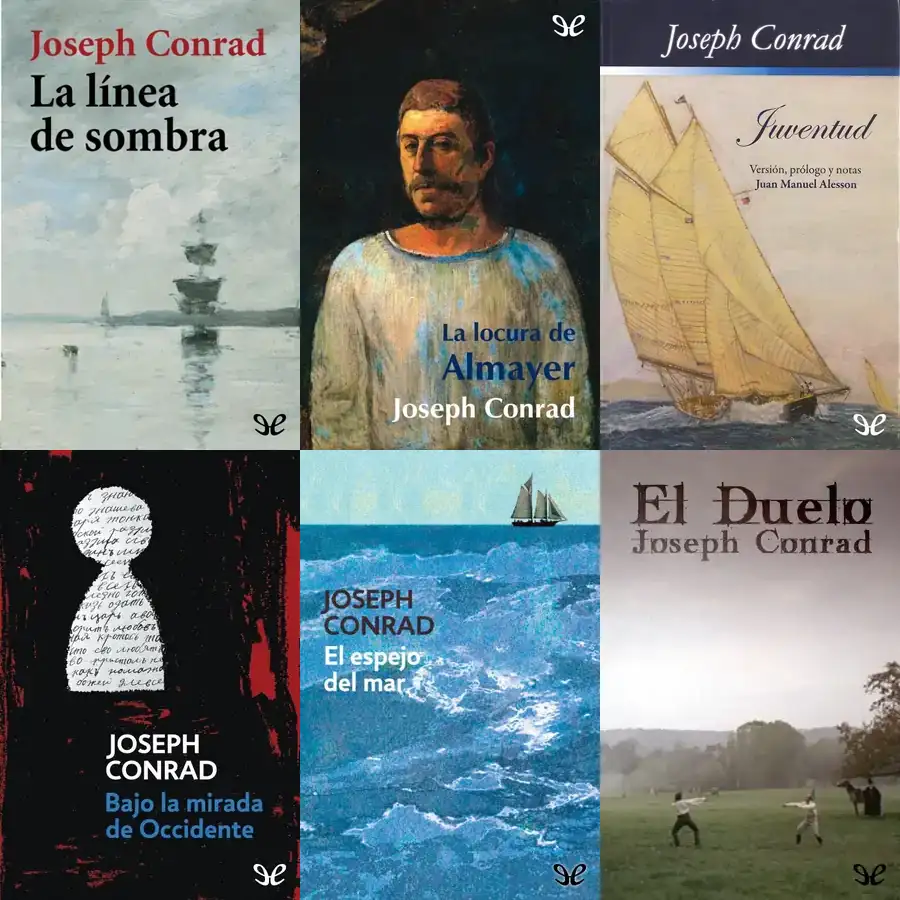 Joseph Conrad
La línea
de sombra
La locura de
Almayer
Joseph Conrad
Joseph Conrad
Juventud
Versión, prólogo y notas
Juan Manuel Alesson
JOSEPH
CONRAD
Bajo la mirada
de Occidente
JOSEPH
CONRAD
El espejo
del mar
El Duelo
Joseph Conrad